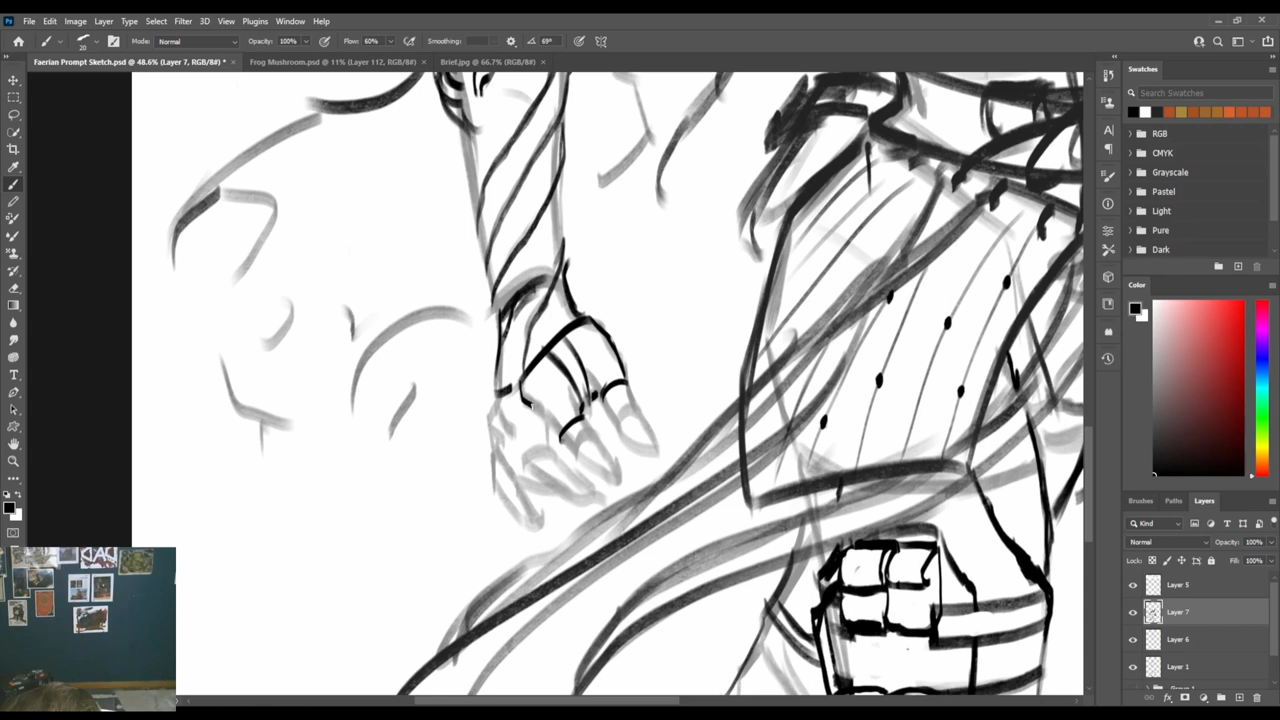 File Edit Image Layer Type Select Filter 3D View Plugins Window Help
20 Mode: Normal Opacity: 100% Flow: 60% Smoothing: 69°
Faerian Prompt Sketch.psd @ 48.6% (Layer 7, RGB/8#) * Frog Mushroom.psd @ 11% (Layer 112, RGB/8#) Brief.jpg @ 66.7% (RGB/8#)
Swatches
Search Swatches
RGB
CMYK
Grayscale
Pastel
Light
Pure
Dark
Color
Brushes Paths Layers
Kind
Normal Opacity: 100%
Lock: Fill: 100%
Layer 5
Layer 7
Layer 6
Layer 1